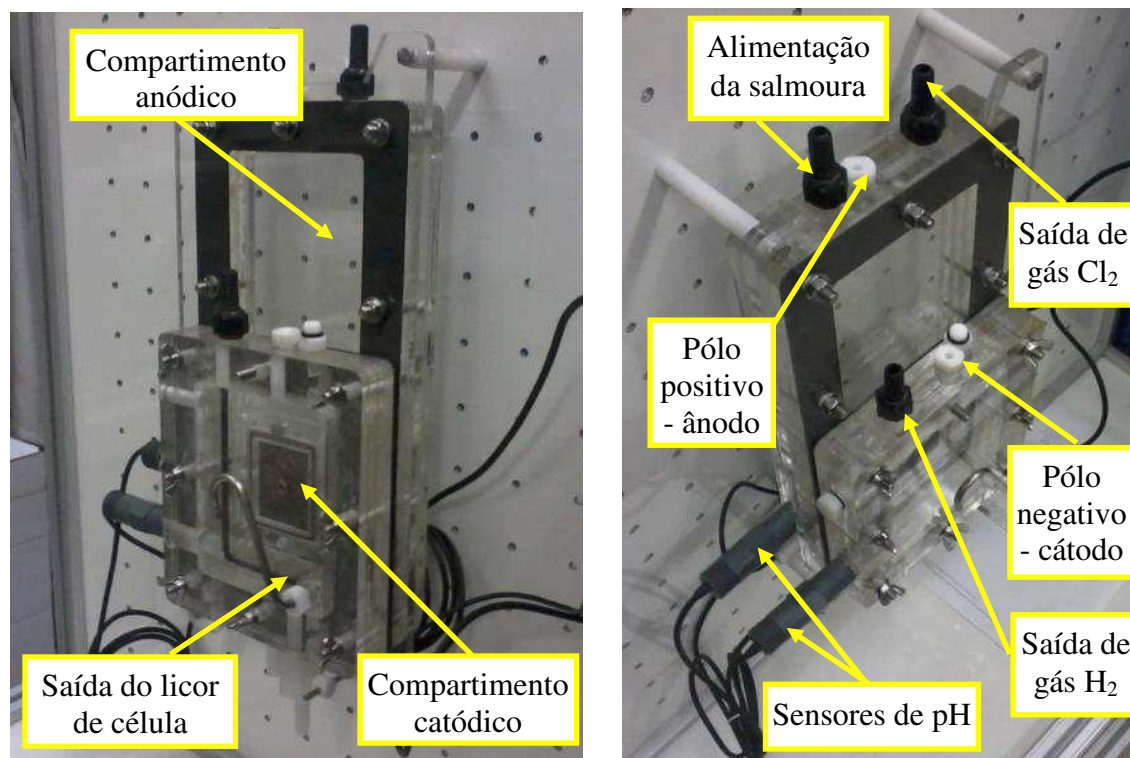 Compartimento
anódico
Saída do licor
de célula
Compartimento
catódico
Alimentação
da salmoura
Saída de
gás Cl₂
Pólo
positivo
- ânodo
Pólo
negativo
- cátodo
Saída de
gás H₂
Sensores de pH